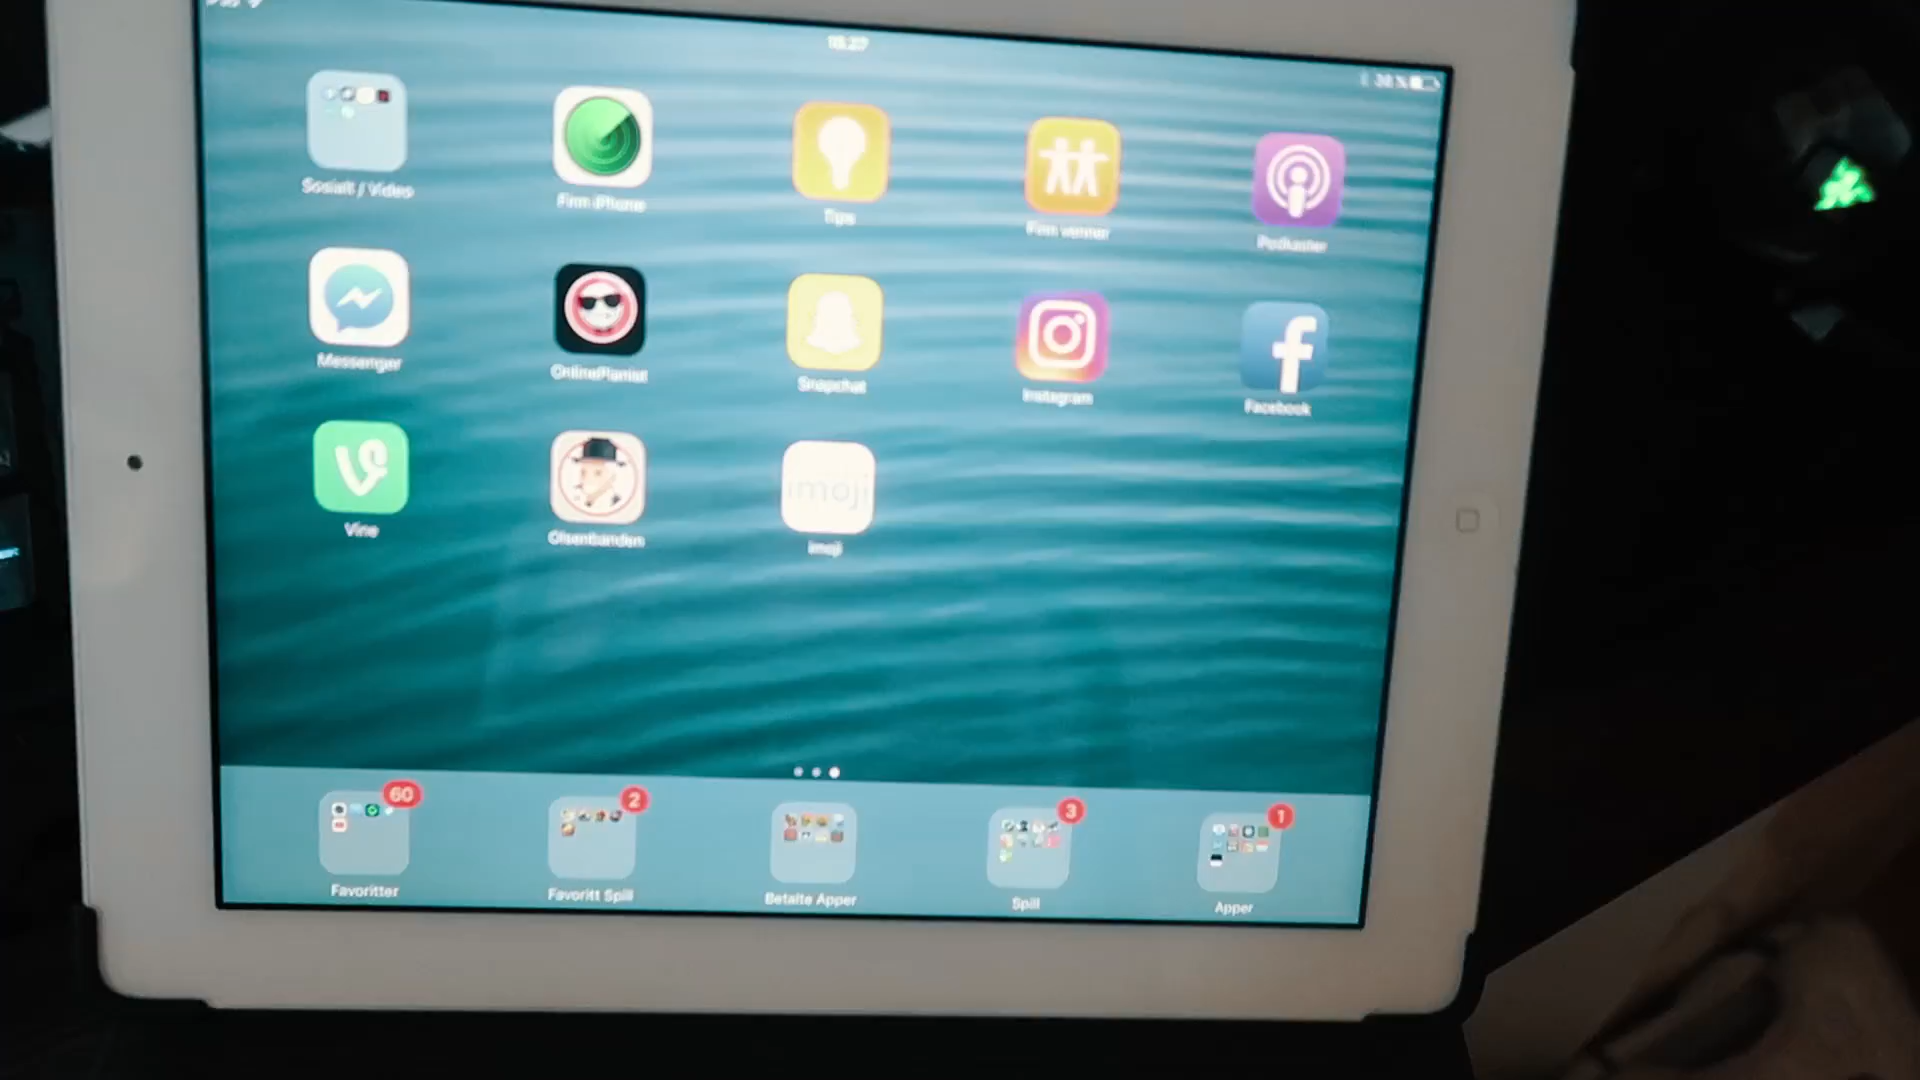 Sosialt / Video
Finn iPhone
Tips
Finn venner
Podkaster
Messenger
OnlinePianist
Snapchat
Instagram
Facebook
Vine
Olsenbanden
imoji
imoji
60
2
3
1
Favoritter
Favoritt Spill
Betalte Apper
Spill
Apper